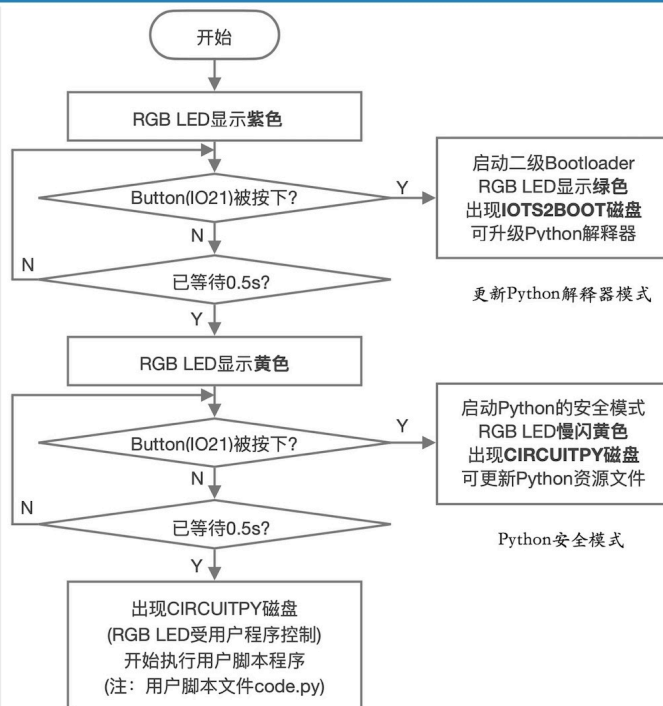 开始
RGB LED显示紫色
Button(IO21)被按下?
Y
启动二级Bootloader
RGB LED显示绿色
出现IOTS2BOOT磁盘
可升级Python解释器
更新Python解释器模式
N
N
已等待0.5s?
Y
RGB LED显示黄色
Button(IO21)被按下?
Y
启动Python的安全模式
RGB LED慢闪黄色
出现CIRCUITPY磁盘
可更新Python资源文件
Python安全模式
N
N
已等待0.5s?
Y
出现CIRCUITPY磁盘
(RGB LED受用户程序控制)
开始执行用户脚本程序
(注：用户脚本文件code.py)